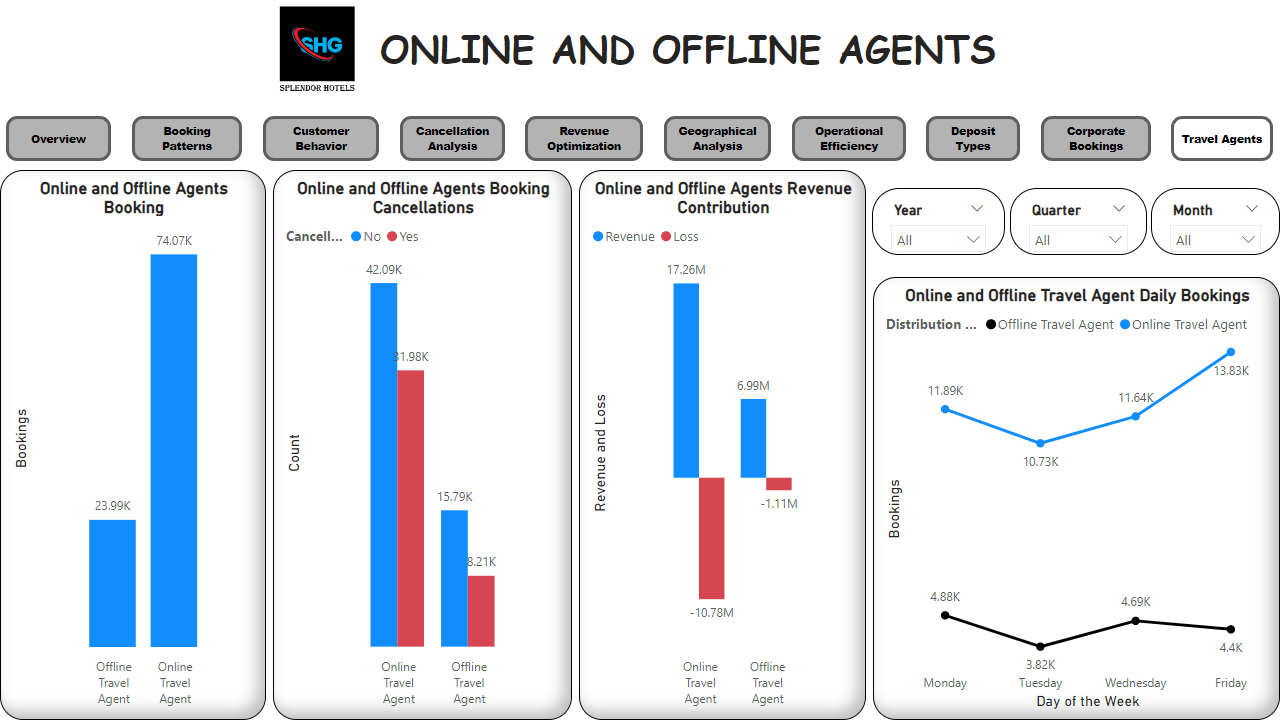 SHG
SPLENDOR HOTELS
ONLINE AND OFFLINE AGENTS
Overview
Booking
Patterns
Customer
Behavior
Cancellation
Analysis
Revenue
Optimization
Geographical
Analysis
Operational
Efficiency
Deposit
Types
Corporate
Bookings
Travel Agents
Online and Offline Agents
Booking
Bookings
74.07K
23.99K
Offline
Travel
Agent
Online
Travel
Agent
Online and Offline Agents Booking
Cancellations
Cancell... No Yes
Count
42.09K
31.98K
15.79K
8.21K
Online
Travel
Agent
Offline
Travel
Agent
Online and Offline Agents Revenue
Contribution
Revenue Loss
Revenue and Loss
17.26M
6.99M
-1.11M
-10.78M
Online
Travel
Agent
Offline
Travel
Agent
Year
All
Quarter
All
Month
All
Online and Offline Travel Agent Daily Bookings
Distribution ... Offline Travel Agent Online Travel Agent
Bookings
11.89K
10.73K
11.64K
13.83K
4.88K
3.82K
4.69K
4.4K
Monday
Tuesday
Wednesday
Friday
Day of the Week